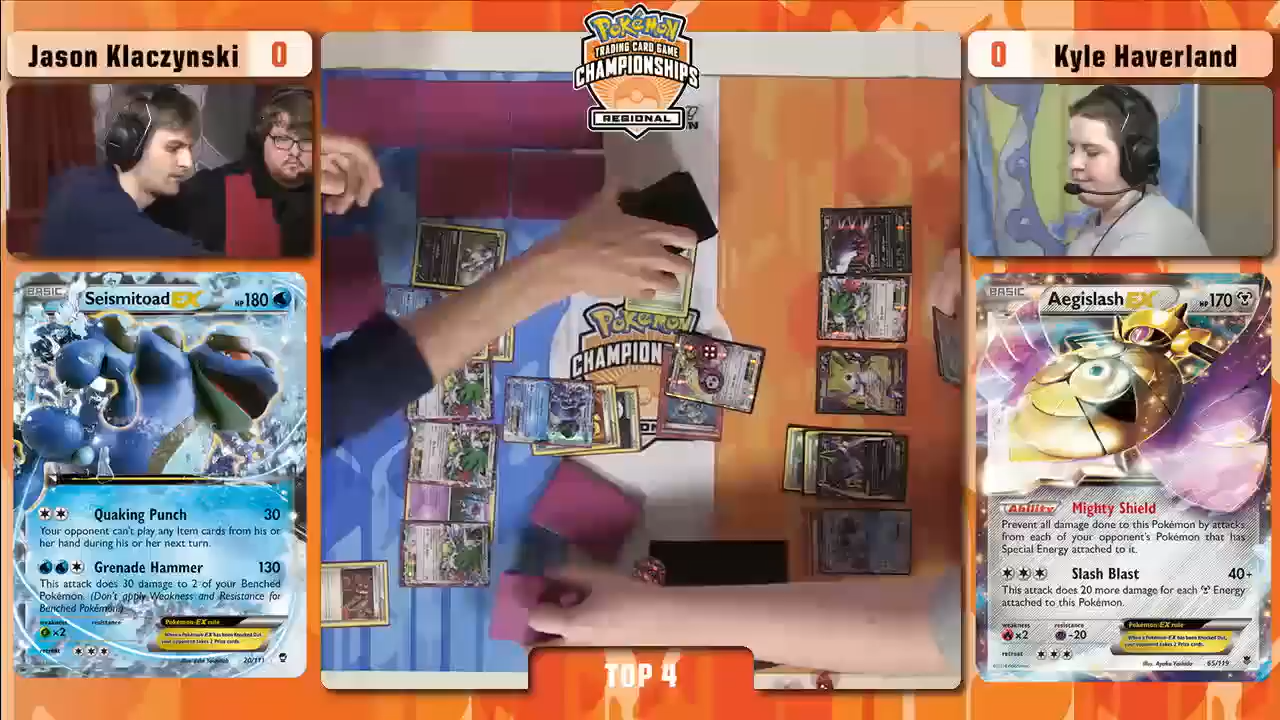 Jason Klaczynski 0
Pokémon
TRADING CARD GAME
CHAMPIONSHIPS
REGIONAL
0 Kyle Haverland
BASIC
Seismitoad EX HP180
Quaking Punch 30
Your opponent can't play any Item cards from his or
her hand during his or her next turn.
Grenade Hammer 130
This attack does 30 damage to 2 of your Benched
Pokémon. (Don't apply Weakness and Resistance for
Benched Pokémon.)
weakness
resistance
×2
Pokémon-EX rule
When a Pokémon-EX has been Knocked Out,
your opponent takes 2 Prize cards.
retreat
20/111
Pokémon
CHAMPION
BASIC
Aegislash EX HP170
Ability Mighty Shield
Prevent all damage done to this Pokémon by attacks
from each of your opponent's Pokémon that has
Special Energy attached to it.
Slash Blast 40+
This attack does 20 more damage for each Energy
attached to this Pokémon.
weakness
resistance
×2
-20
Pokémon-EX rule
When a Pokémon-EX has been Knocked Out,
your opponent takes 2 Prize cards.
retreat
65/119
TOP 4